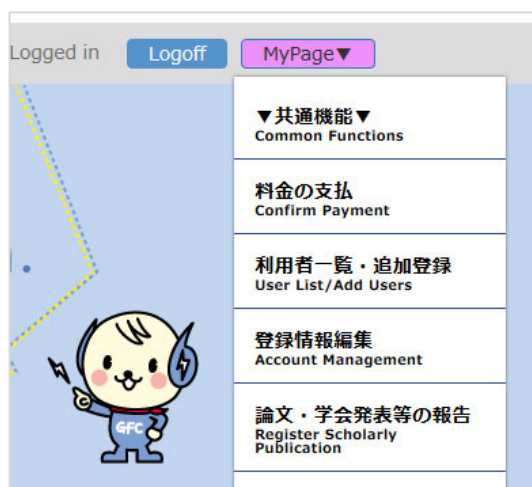 Logged in
Logoff
MyPage▼
▼共通機能▼
Common Functions
料金の支払
Confirm Payment
利用者一覧・追加登録
User List/Add Users
登録情報編集
Account Management
論文・学会発表等の報告
Register Scholarly
Publication
GFC